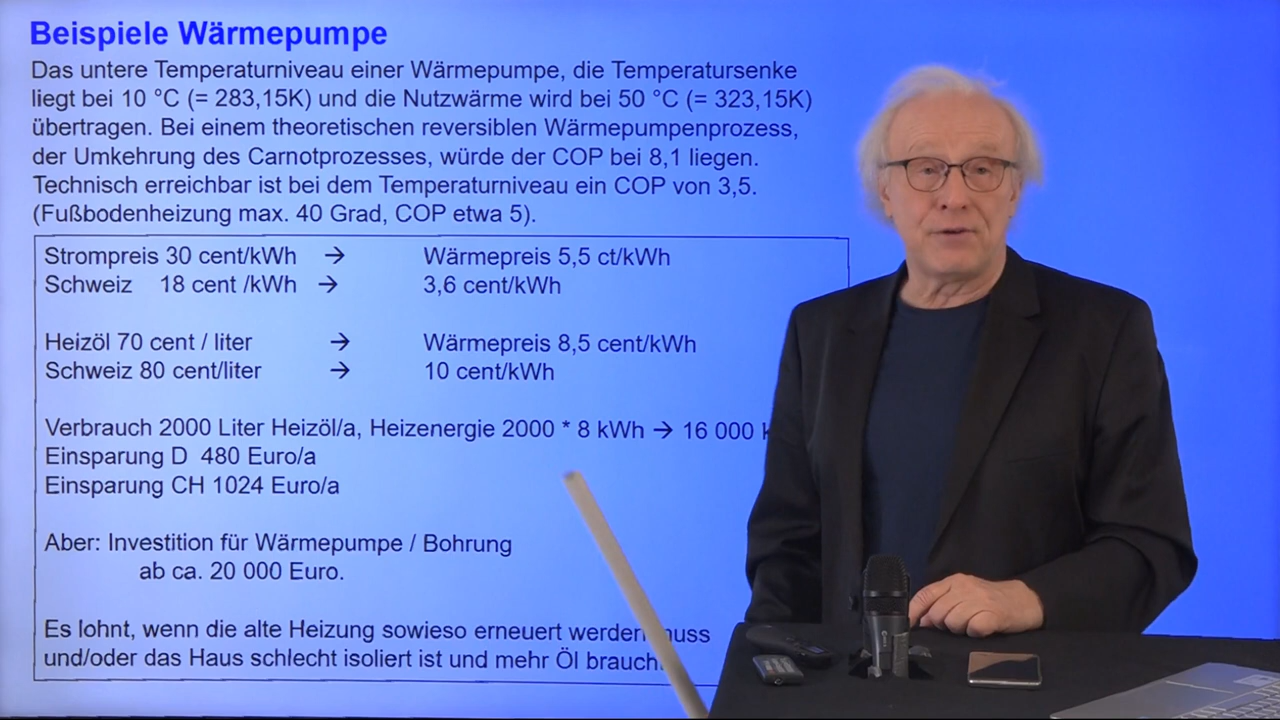 Beispiele Wärmepumpe
Das untere Temperaturniveau einer Wärmepumpe, die Temperatursenke
liegt bei 10 °C (= 283,15K) und die Nutzwärme wird bei 50 °C (= 323,15K)
übertragen. Bei einem theoretischen reversiblen Wärmepumpenprozess,
der Umkehrung des Carnotprozesses, würde der COP bei 8,1 liegen.
Technisch erreichbar ist bei dem Temperaturniveau ein COP von 3,5.
(Fußbodenheizung max. 40 Grad, COP etwa 5).
Strompreis 30 cent/kWh → Wärmepreis 5,5 ct/kWh
Schweiz 18 cent /kWh → 3,6 cent/kWh
Heizöl 70 cent / liter → Wärmepreis 8,5 cent/kWh
Schweiz 80 cent/liter → 10 cent/kWh
Verbrauch 2000 Liter Heizöl/a, Heizenergie 2000 * 8 kWh → 16 000
Einsparung D 480 Euro/a
Einsparung CH 1024 Euro/a
Aber: Investition für Wärmepumpe / Bohrung
ab ca. 20 000 Euro.
Es lohnt, wenn die alte Heizung sowieso erneuert werden muss
und/oder das Haus schlecht isoliert ist und mehr Öl